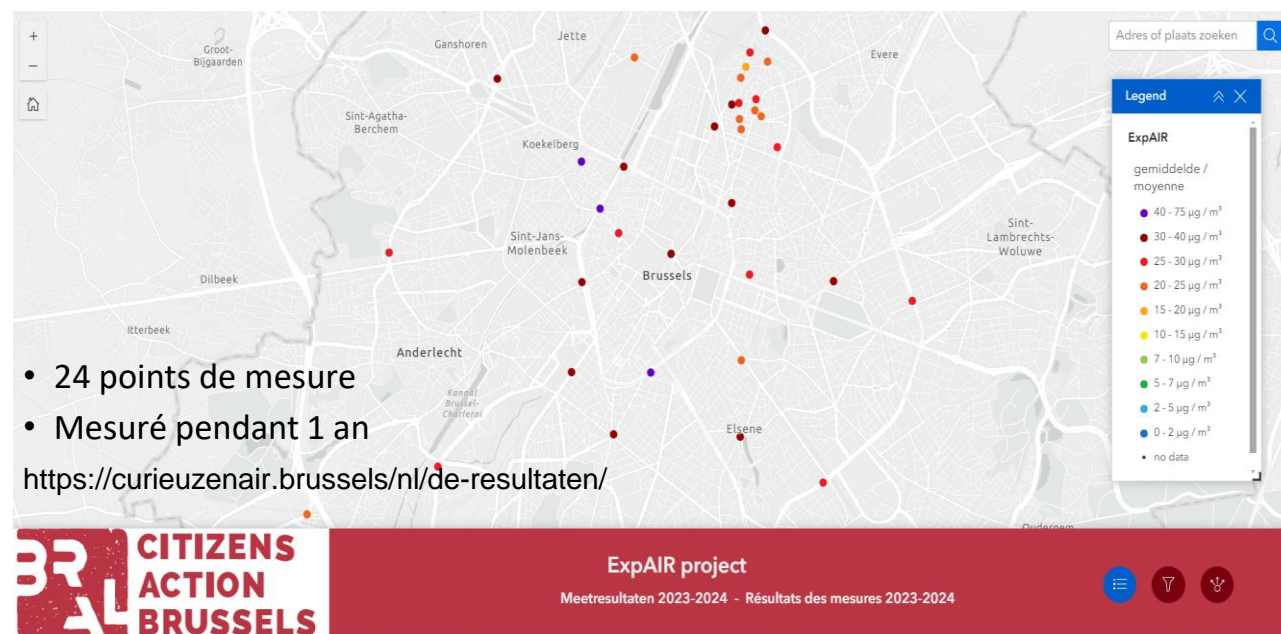 +
−
Groot-
Bijgaarden
Ganshoren
Jette
Evere
Adres of plaats zoeken
Legend
ExpAIR
gemiddelde /
moyenne
40 - 75 µg / m³
30 - 40 µg / m³
25 - 30 µg / m³
20 - 25 µg / m³
15 - 20 µg / m³
10 - 15 µg / m³
7 - 10 µg / m³
5 - 7 µg / m³
2 - 5 µg / m³
0 - 2 µg / m³
no data
Sint-Agatha-
Berchem
Koekelberg
Sint-Jans-
Molenbeek
Sint-
Lambrechts-
Woluwe
Brussels
Dilbeek
Itterbeek
Anderlecht
Kanaal
Brussel-
Charleroi
Elsene
• 24 points de mesure
• Mesuré pendant 1 an
https://curieuzenair.brussels/nl/de-resultaten/
BRAL
CITIZENS
ACTION
BRUSSELS
ExpAIR project
Meetresultaten 2023-2024 - Résultats des mesures 2023-2024